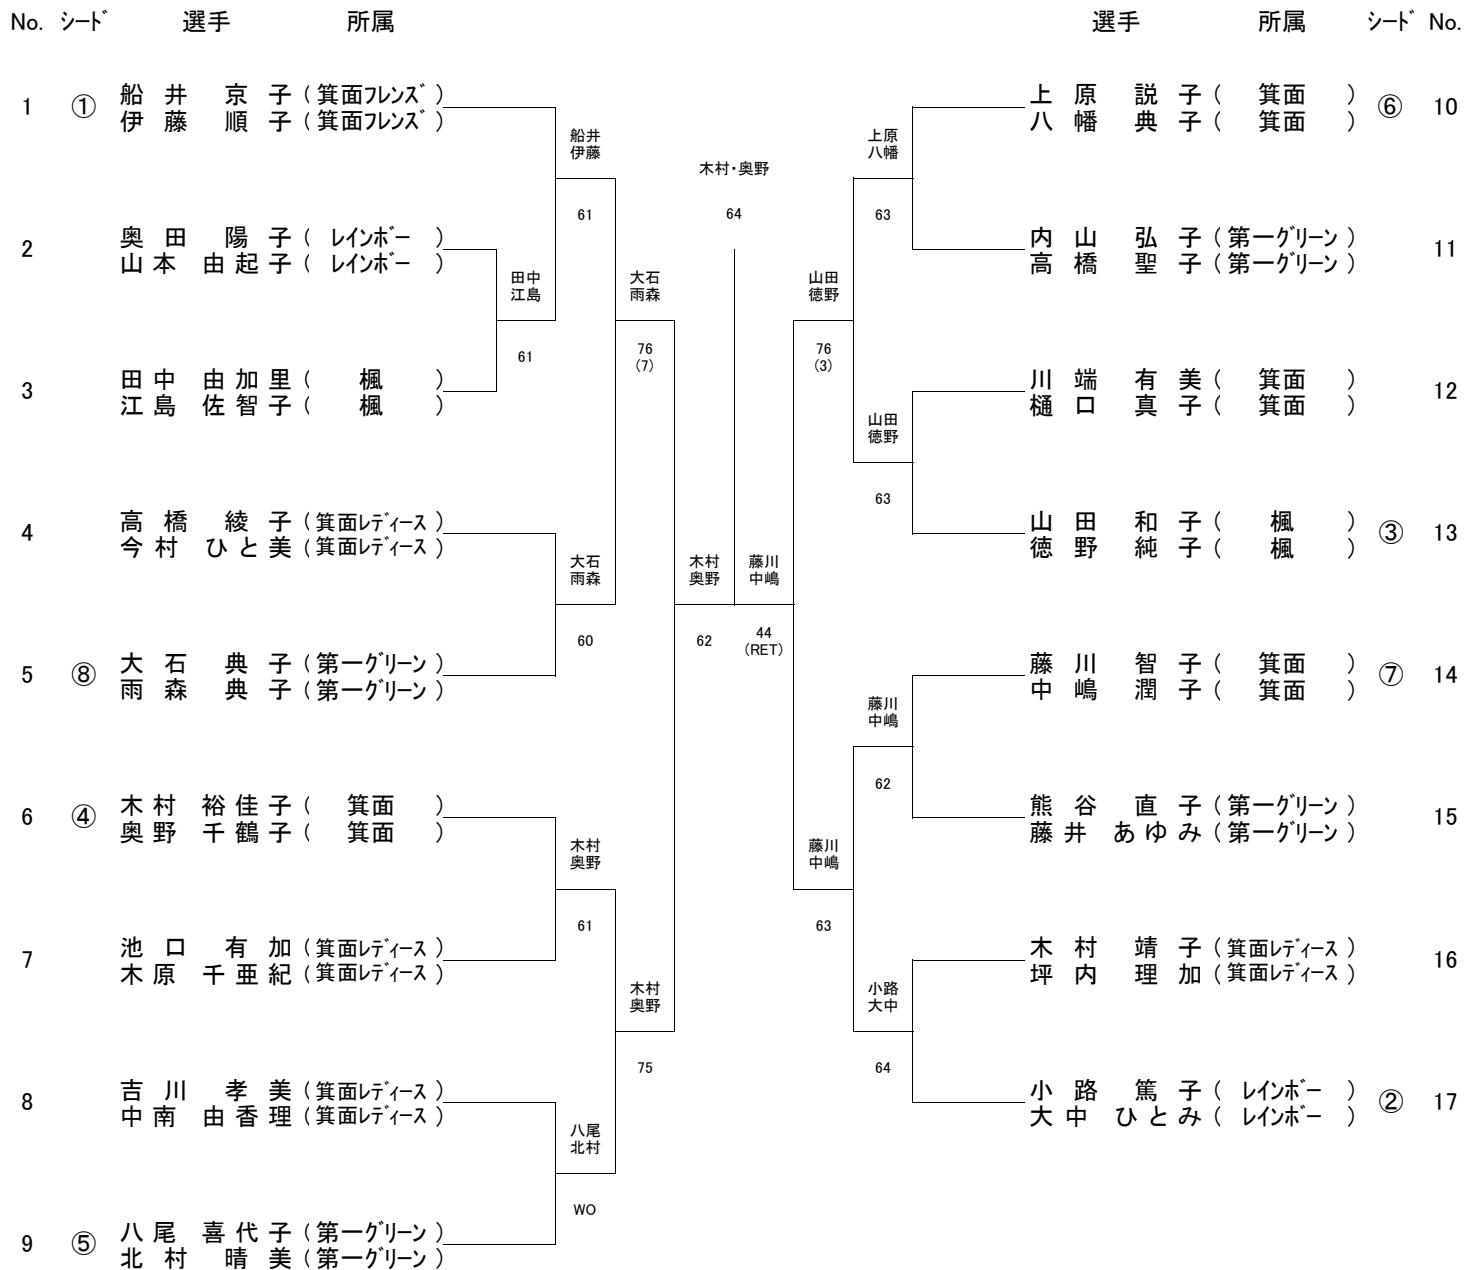 No. シード 選手 所属
選手 所属 シード No.
1 ① 船井 京子 (箕面フレンズ)
伊藤 順子 (箕面フレンズ)
2 奥田 陽子 (レインボー)
山本 由起子 (レインボー)
3 田中 由加里 (楓)
江島 佐智子 (楓)
4 高橋 綾子 (箕面レディース)
今村 ひと美 (箕面レディース)
5 ⑧ 大石 典子 (第一グリーン)
雨森 典子 (第一グリーン)
6 ④ 木村 裕佳子 (箕面)
奥野 千鶴子 (箕面)
7 池口 有加 (箕面レディース)
木原 千亜紀 (箕面レディース)
8 吉川 孝美 (箕面レディース)
中南 由香理 (箕面レディース)
9 ⑤ 八尾 喜代子 (第一グリーン)
北村 晴美 (第一グリーン)
田中
江島
61
船井
伊藤
61
大石
雨森
60
木村
奥野
61
八尾
北村
WO
大石
雨森
76
(7)
木村
奥野
75
木村
奥野
62
木村・奥野
64
藤川
中嶋
44
(RET)
山田
徳野
76
(3)
藤川
中嶋
63
上原
八幡
63
山田
徳野
63
藤川
中嶋
62
小路
大中
64
上原 説子 (箕面) ⑥ 10
八幡 典子 (箕面)
内山 弘子 (第一グリーン) 11
高橋 聖子 (第一グリーン)
川端 有美 (箕面) 12
樋口 真子 (箕面)
山田 和子 (楓) ③ 13
徳野 純子 (楓)
藤川 智子 (箕面) ⑦ 14
中嶋 潤子 (箕面)
熊谷 直子 (第一グリーン) 15
藤井 あゆみ (第一グリーン)
木村 靖子 (箕面レディース) 16
坪内 理加 (箕面レディース)
小路 篤子 (レインボー) ② 17
大中 ひとみ (レインボー)